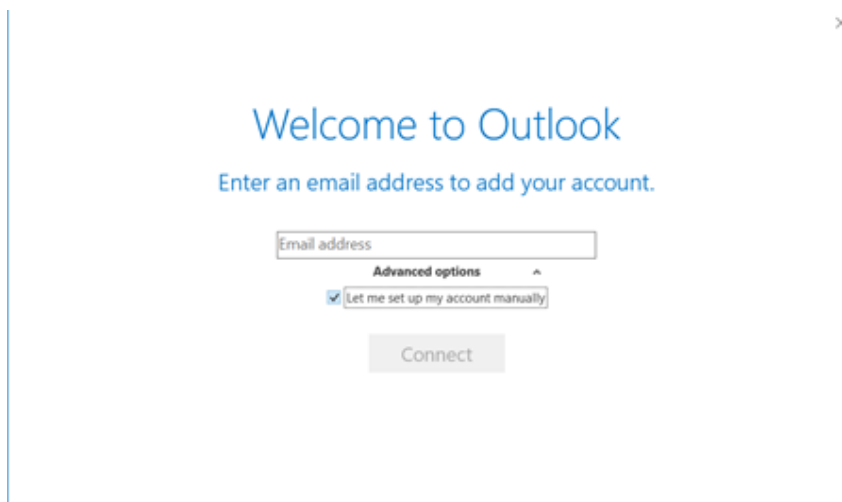 Welcome to Outlook
Enter an email address to add your account.
Email address
Advanced options
Let me set up my account manually
Connect